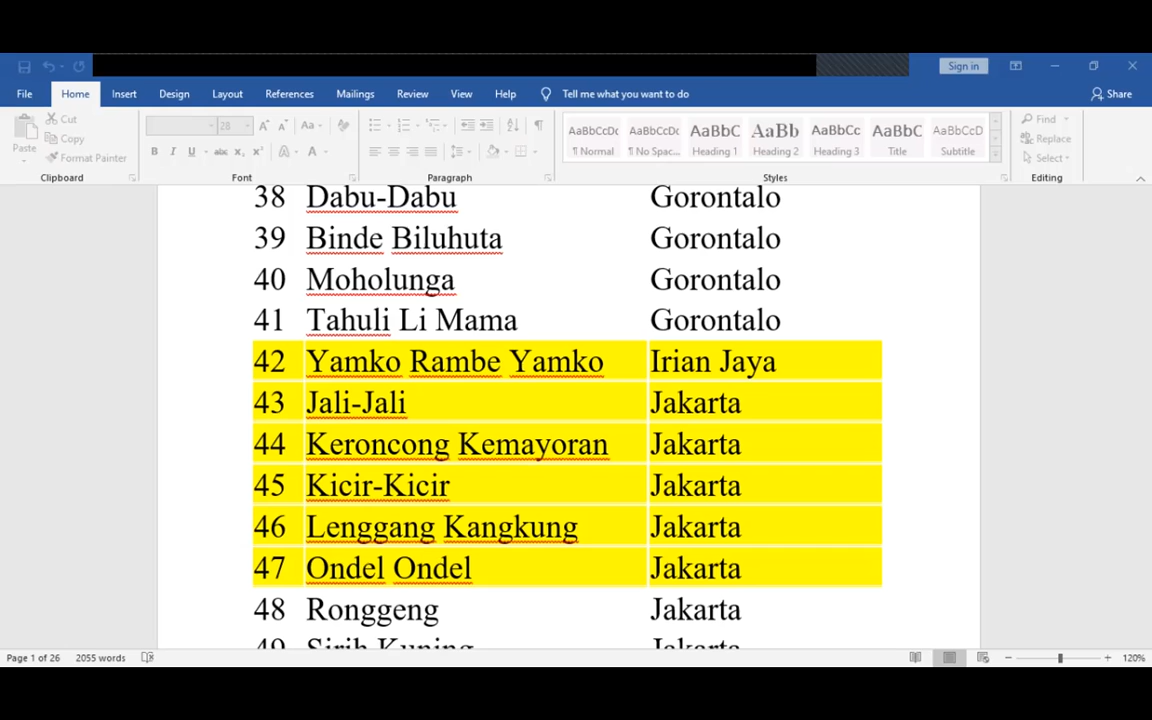 Sign in
File Home Insert Design Layout References Mailings Review View Help Tell me what you want to do Share
Paste
Cut
Copy
Format Painter
Clipboard
28
Font
Paragraph
AaBbCcDc AaBbCcDc AaBbC AaBb AaBbCc AaBbC AaBbCcD
¶ Normal ¶ No Spac... Heading 1 Heading 2 Heading 3 Title Subtitle
Styles
Find
Replace
Select
Editing
38 Dabu-Dabu Gorontalo
39 Binde Biluhuta Gorontalo
40 Moholunga Gorontalo
41 Tahuli Li Mama Gorontalo
42 Yamko Rambe Yamko Irian Jaya
43 Jali-Jali Jakarta
44 Keroncong Kemayoran Jakarta
45 Kicir-Kicir Jakarta
46 Lenggang Kangkung Jakarta
47 Ondel Ondel Jakarta
48 Ronggeng Jakarta
49 Sirih Kuning Jakarta
Page 1 of 26 2055 words 120%